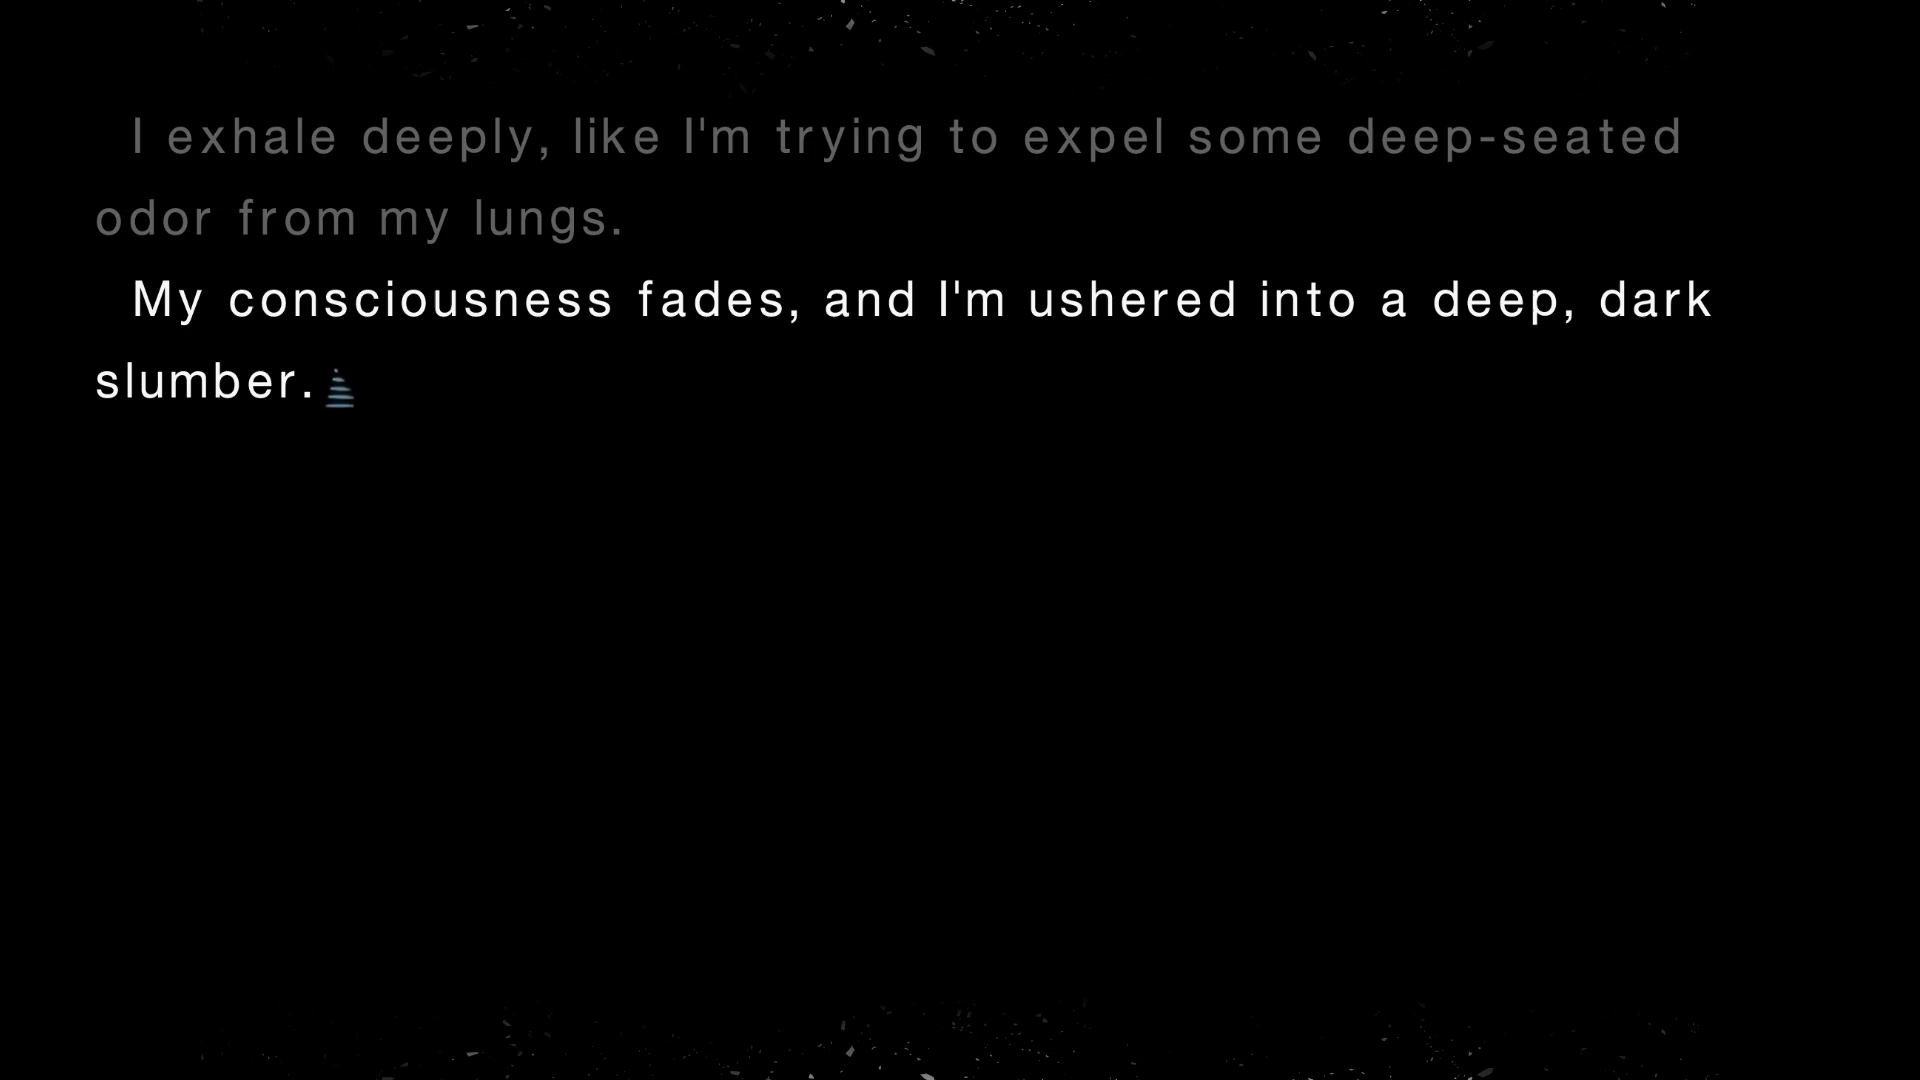 I exhale deeply, like I'm trying to expel some deep-seated
odor from my lungs.
My consciousness fades, and I'm ushered into a deep, dark
slumber.